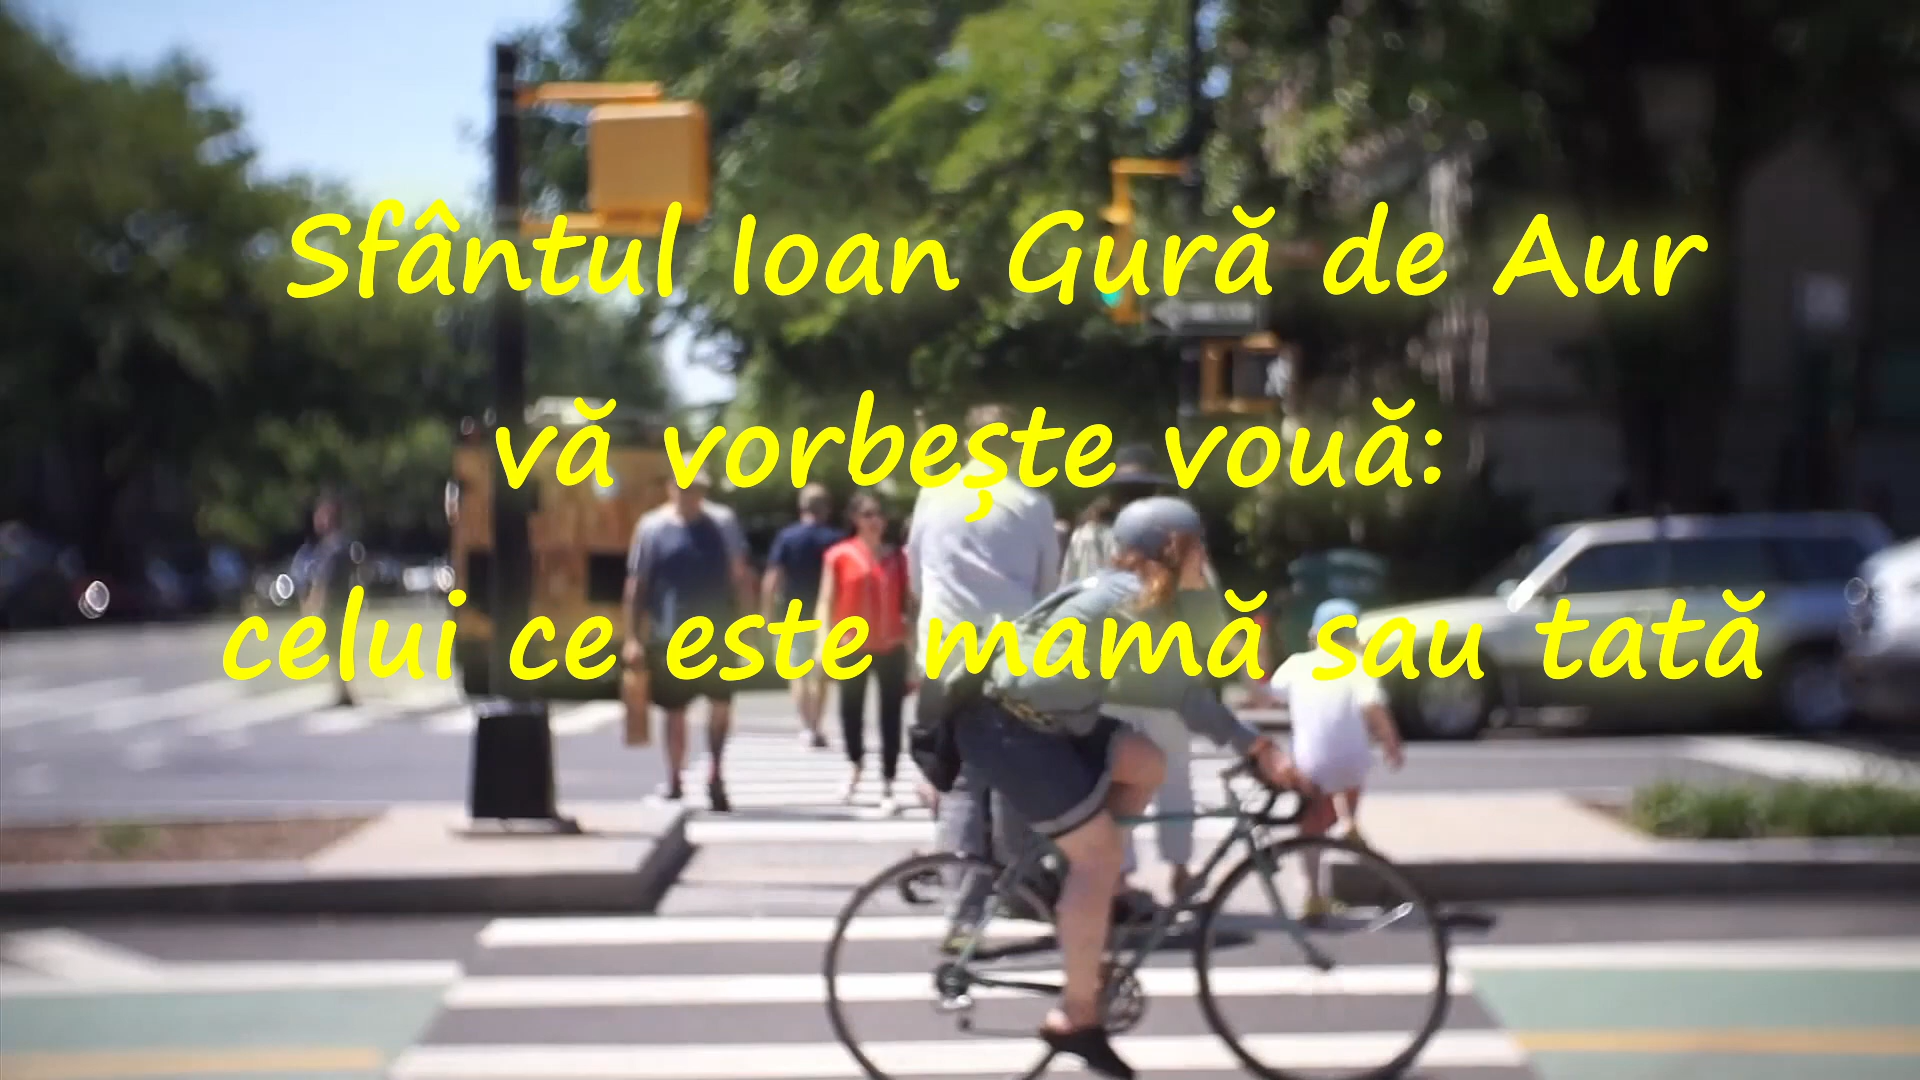 Sfântul Ioan Gură de Aur
vă vorbește vouă:
celui ce este mamă sau tată